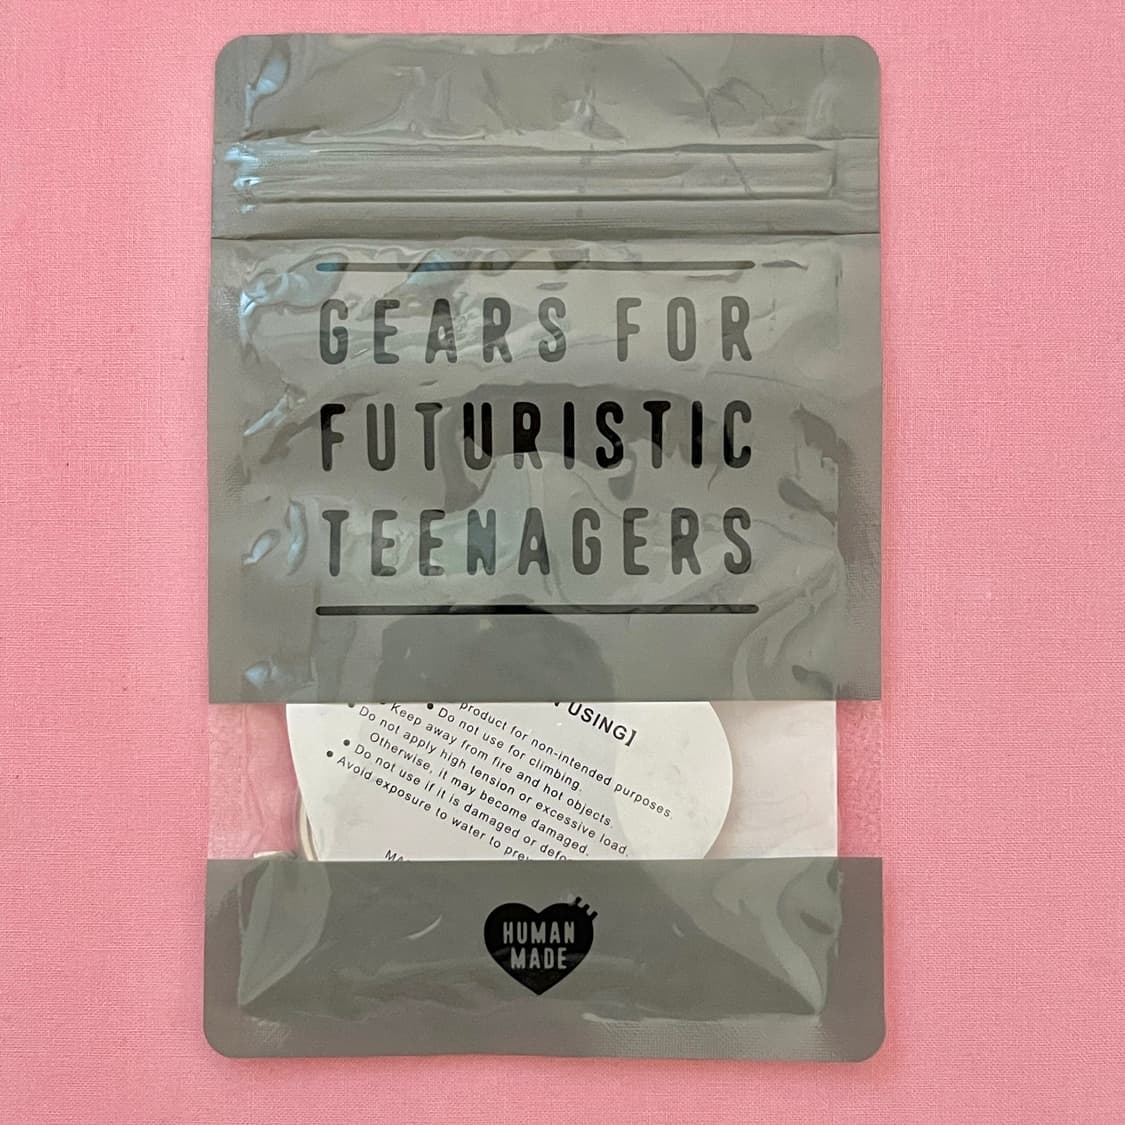 GEARS FOR
FUTURISTIC
TEENAGERS
USING】
product for non-intended purposes.
• Do not use for climbing.
• Keep away from fire and hot objects.
Do not apply high tension or excessive load.
Otherwise, it may become damaged.
• Do not use if it is damaged or
• Avoid exposure to water to
HUMAN
MADE